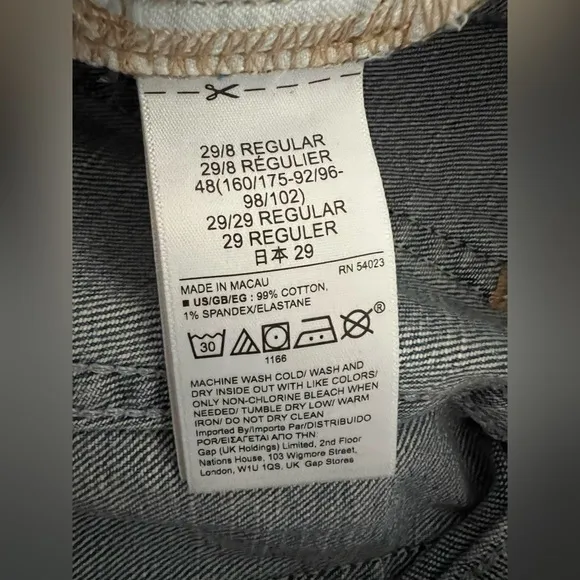 29/8 REGULAR
29/8 RÉGULIER
48(160/175-92/96-
98/102)
29/29 REGULAR
29 REGULER
日本 29
MADE IN MACAU
RN 54023
■ US/GB/EG : 99% COTTON,
1% SPANDEX/ELASTANE
30
®
1166
MACHINE WASH COLD/ WASH AND
DRY INSIDE OUT WITH LIKE COLORS/
ONLY NON-CHLORINE BLEACH WHEN
NEEDED/ TUMBLE DRY LOW/ WARM
IRON/ DO NOT DRY CLEAN
Imported By/Importe Par/DISTRIBUIDO
POR/ΕΙΣΑΓΕΤΑΙ ΑΠΟ ΤΗΝ
Gap (UK Holdings) Limited, 2nd Floor
Nations House, 103 Wigmore Street,
London, W1U 1QS, UK Gap Stores